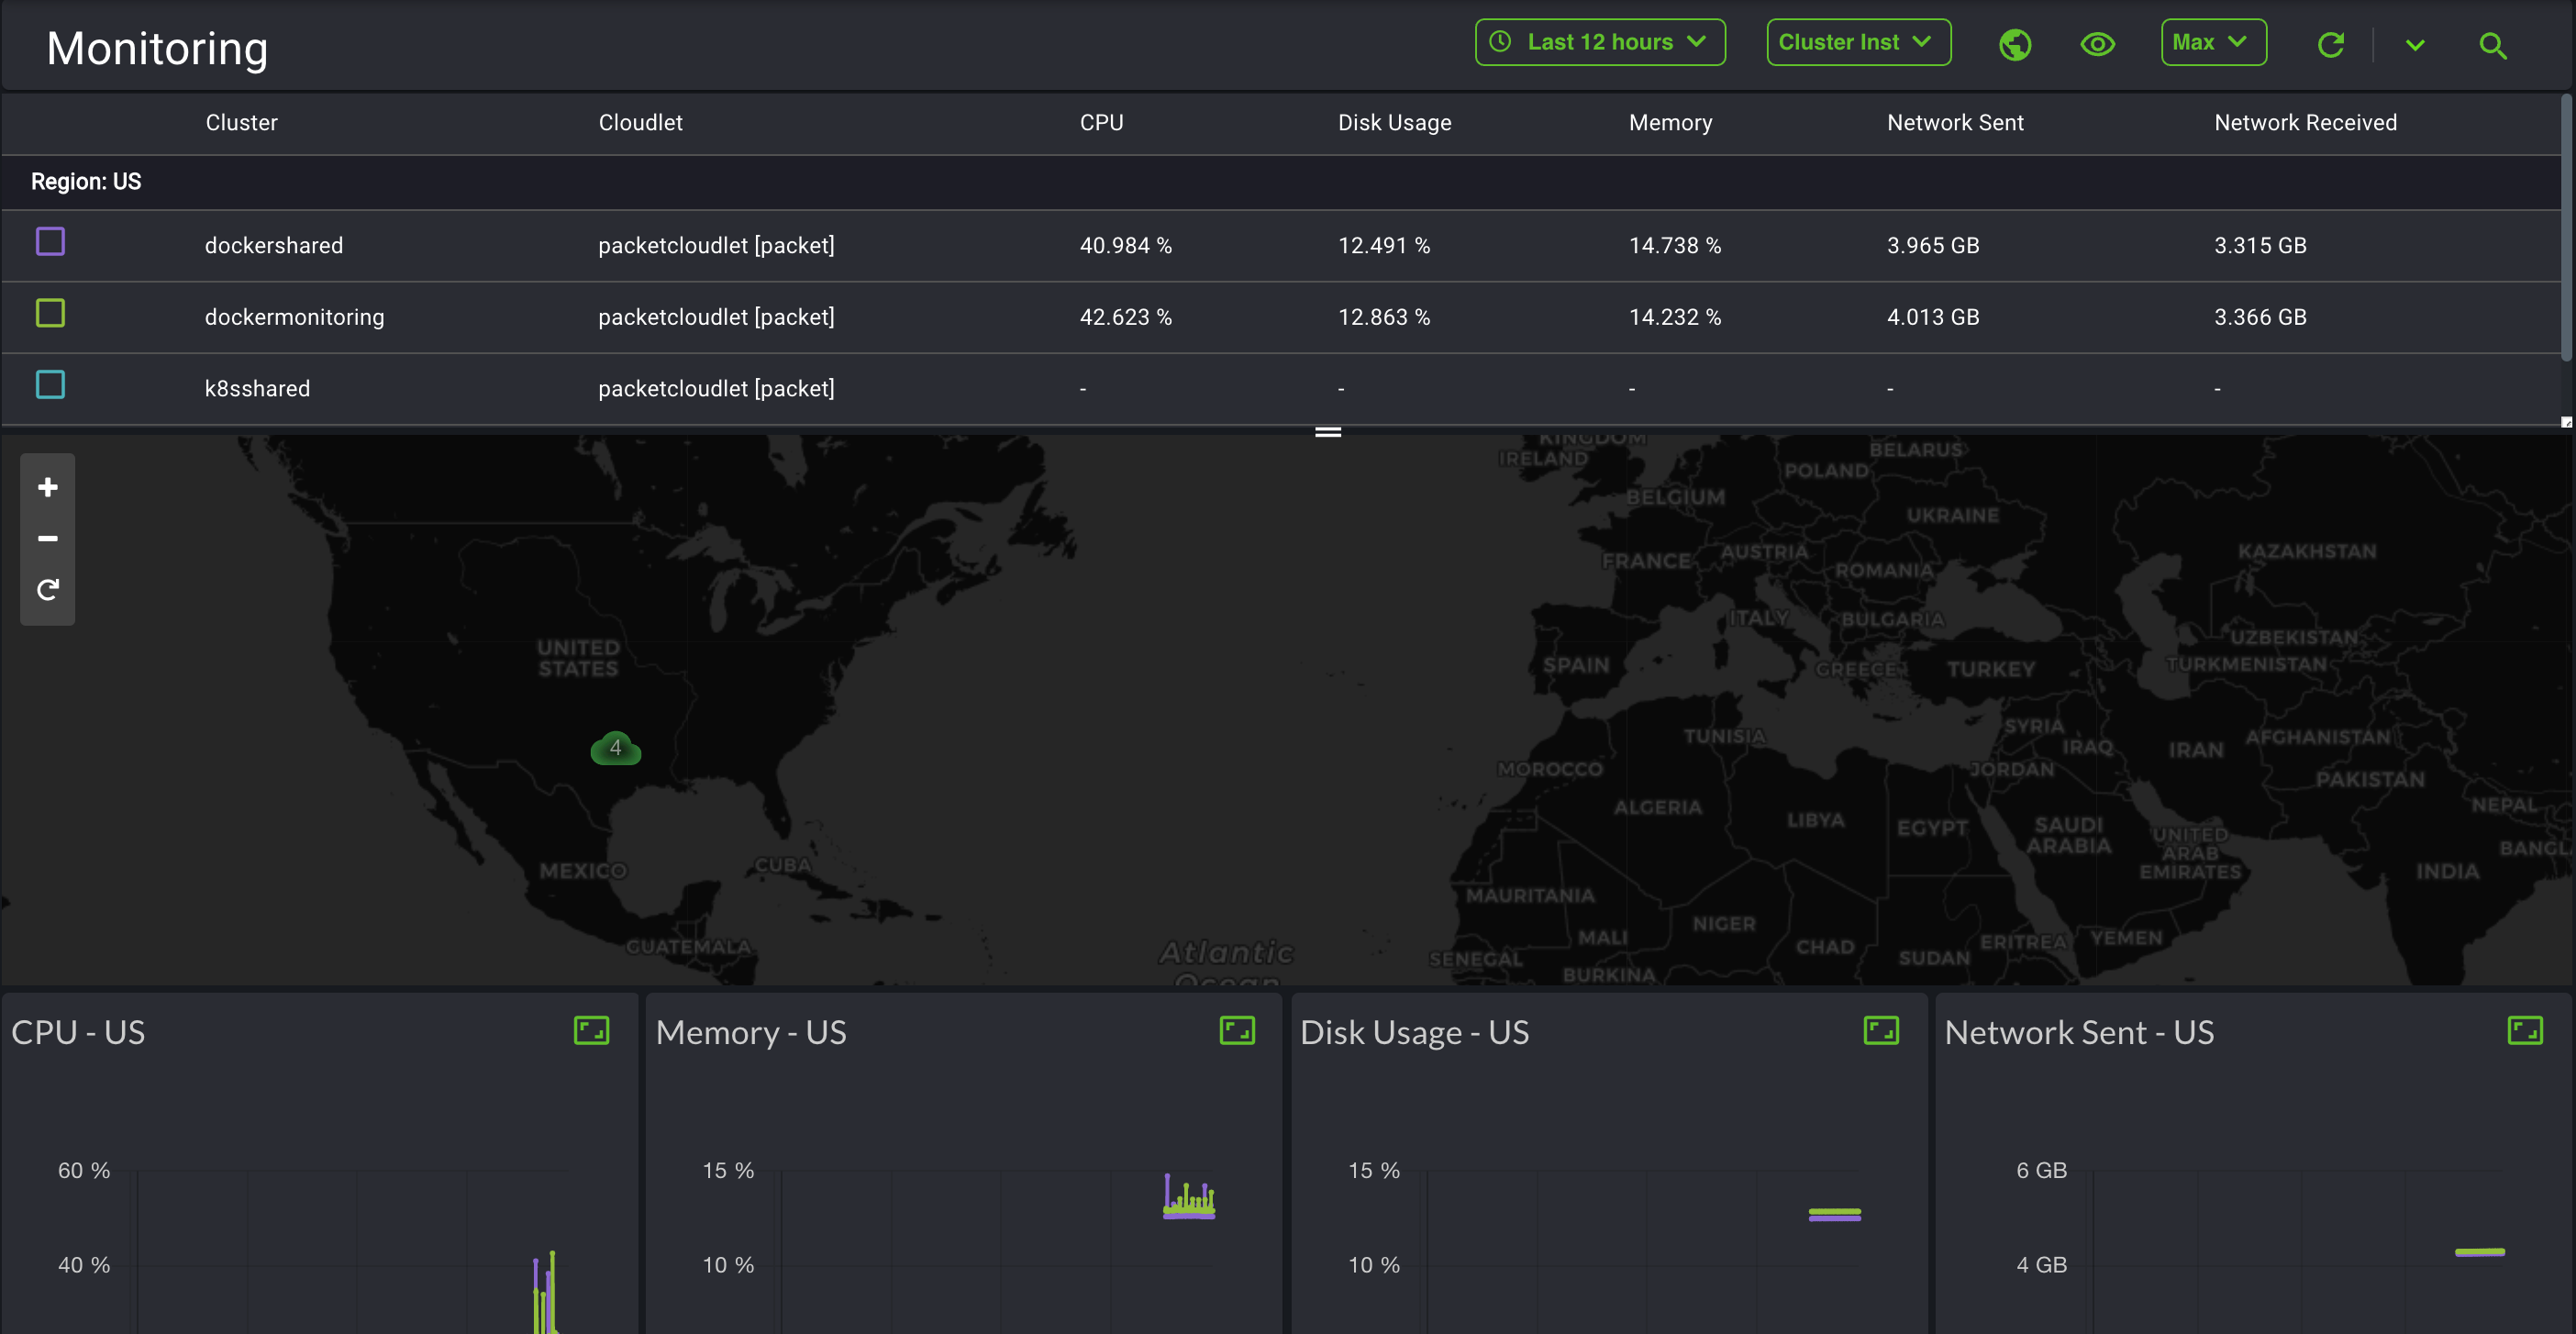 Monitoring
Last 12 hours
Cluster Inst
Max
Cluster Cloudlet CPU Disk Usage Memory Network Sent Network Received
Region: US
dockershared packetcloudlet [packet] 40.984 % 12.491 % 14.738 % 3.965 GB 3.315 GB
dockermonitoring packetcloudlet [packet] 42.623 % 12.863 % 14.232 % 4.013 GB 3.366 GB
k8sshared packetcloudlet [packet] - - - - -
KINGDOM
IRELAND
BELARUS
POLAND
BELGIUM
UKRAINE
FRANCE
AUSTRIA
KAZAKHSTAN
ROMANIA
ITALY
BULGARIA
UZBEKISTAN
UNITED
STATES
SPAIN
GREECE
TURKEY
TURKMENISTAN
4
TUNISIA
SYRIA
IRAQ
IRAN
AFGHANISTAN
MOROCCO
JORDAN
PAKISTAN
ALGERIA
LIBYA
EGYPT
SAUDI
ARABIA
UNITED
ARAB
EMIRATES
NEPAL
BANGL
MEXICO
CUBA
INDIA
MAURITANIA
NIGER
MALI
CHAD
SUDAN
ERITREA
YEMEN
GUATEMALA
Atlantic
Ocean
SENEGAL
BURKINA
CPU - US
60 %
40 %
Memory - US
15 %
10 %
Disk Usage - US
15 %
10 %
Network Sent - US
6 GB
4 GB